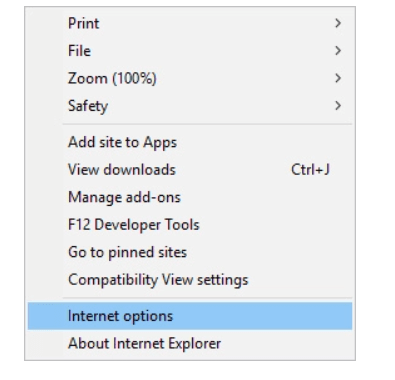 Print >
File >
Zoom (100%) >
Safety >
Add site to Apps
View downloads Ctrl+J
Manage add-ons
F12 Developer Tools
Go to pinned sites
Compatibility View settings
Internet options
About Internet Explorer